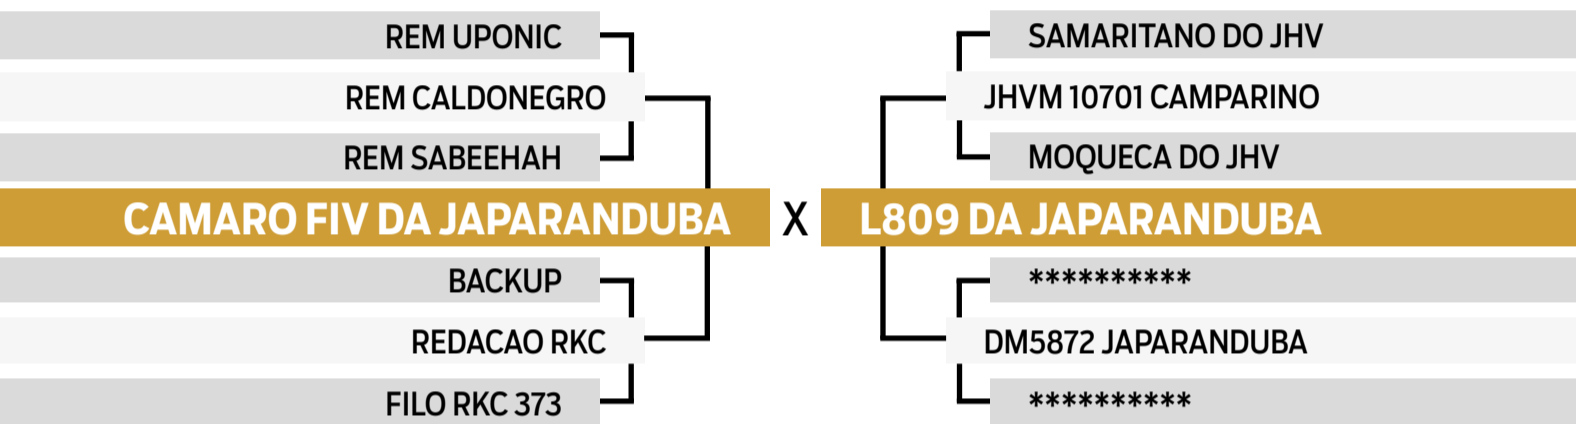 REM UPONIC
SAMARITANO DO JHV
REM CALDONEGRO
JHVM 10701 CAMPARINO
REM SABEEHAH
MOQUECA DO JHV
CAMARO FIV DA JAPARANDUBA X L809 DA JAPARANDUBA
BACKUP
**********
REDACAO RKC
DM5872 JAPARANDUBA
FILO RKC 373
**********